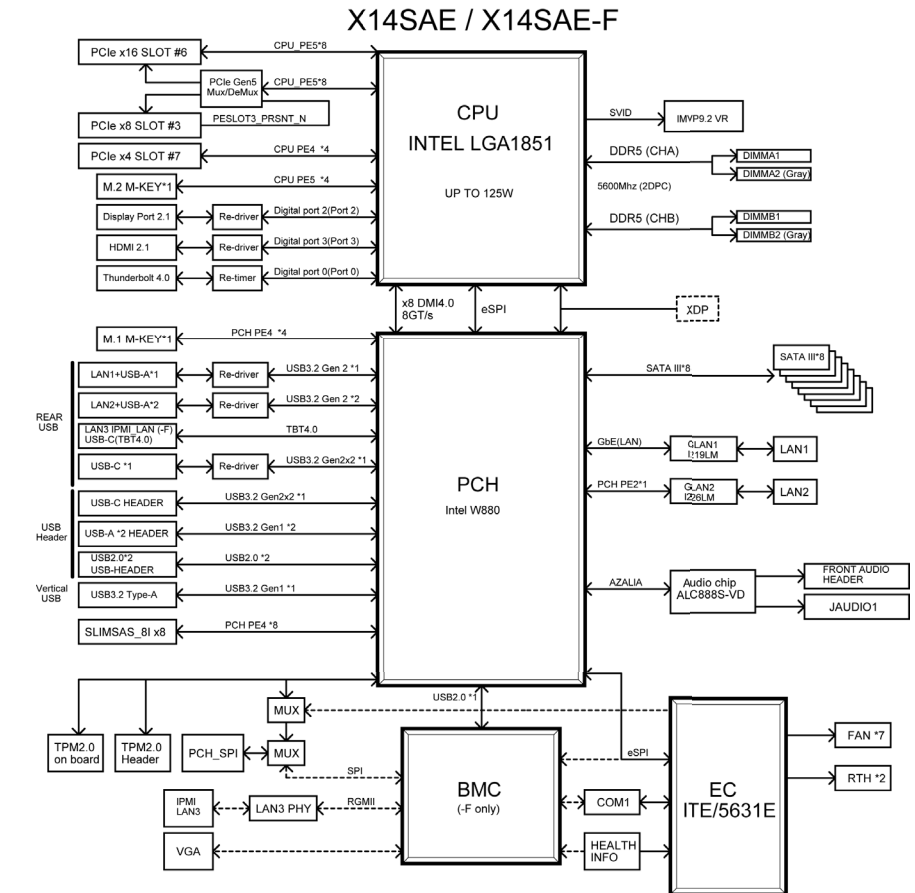 X14SAE / X14SAE-F
PCIe x16 SLOT #6
CPU_PE5*8
PCIe Gen5
Mux/DeMux
CPU_PE5*8
PESLOT3_PRSNT_N
PCIe x8 SLOT #3
PCIe x4 SLOT #7
CPU PE4 *4
M.2 M-KEY*1
CPU PE5 *4
Display Port 2.1
Re-driver
Digital port 2(Port 2)
HDMI 2.1
Re-driver
Digital port 3(Port 3)
Thunderbolt 4.0
Re-timer
Digital port 0(Port 0)
CPU
INTEL LGA1851
UP TO 125W
SVID
IMVP9.2 VR
DDR5 (CHA)
DIMMA1
DIMMA2 (Gray)
5600Mhz (2DPC)
DDR5 (CHB)
DIMMB1
DIMMB2 (Gray)
x8 DMI4.0
8GT/s
eSPI
XDP
M.1 M-KEY*1
PCH PE4 *4
REAR
USB
LAN1+USB-A*1
Re-driver
USB3.2 Gen 2 *1
LAN2+USB-A*2
Re-driver
USB3.2 Gen 2 *2
LAN3 IPMI_LAN (-F)
USB-C(TBT4.0)
TBT4.0
USB-C *1
Re-driver
USB3.2 Gen2x2 *1
USB
Header
USB-C HEADER
USB3.2 Gen2x2 *1
USB-A *2 HEADER
USB3.2 Gen1 *2
USB2.0*2
USB-HEADER
USB2.0 *2
Vertical
USB
USB3.2 Type-A
USB3.2 Gen1 *1
SLIMSAS_8I x8
PCH PE4 *8
PCH
Intel W880
SATA III*8
SATA III*8
GbE(LAN)
GLAN1
I219LM
LAN1
PCH PE2*1
GLAN2
I226LM
LAN2
AZALIA
Audio chip
ALC888S-VD
FRONT AUDIO
HEADER
JAUDIO1
USB2.0 *1
MUX
TPM2.0
on board
TPM2.0
Header
PCH_SPI
MUX
SPI
IPMI
LAN3
LAN3 PHY
RGMII
VGA
BMC
(-F only)
eSPI
COM1
HEALTH
INFO
EC
ITE/5631E
FAN *7
RTH *2